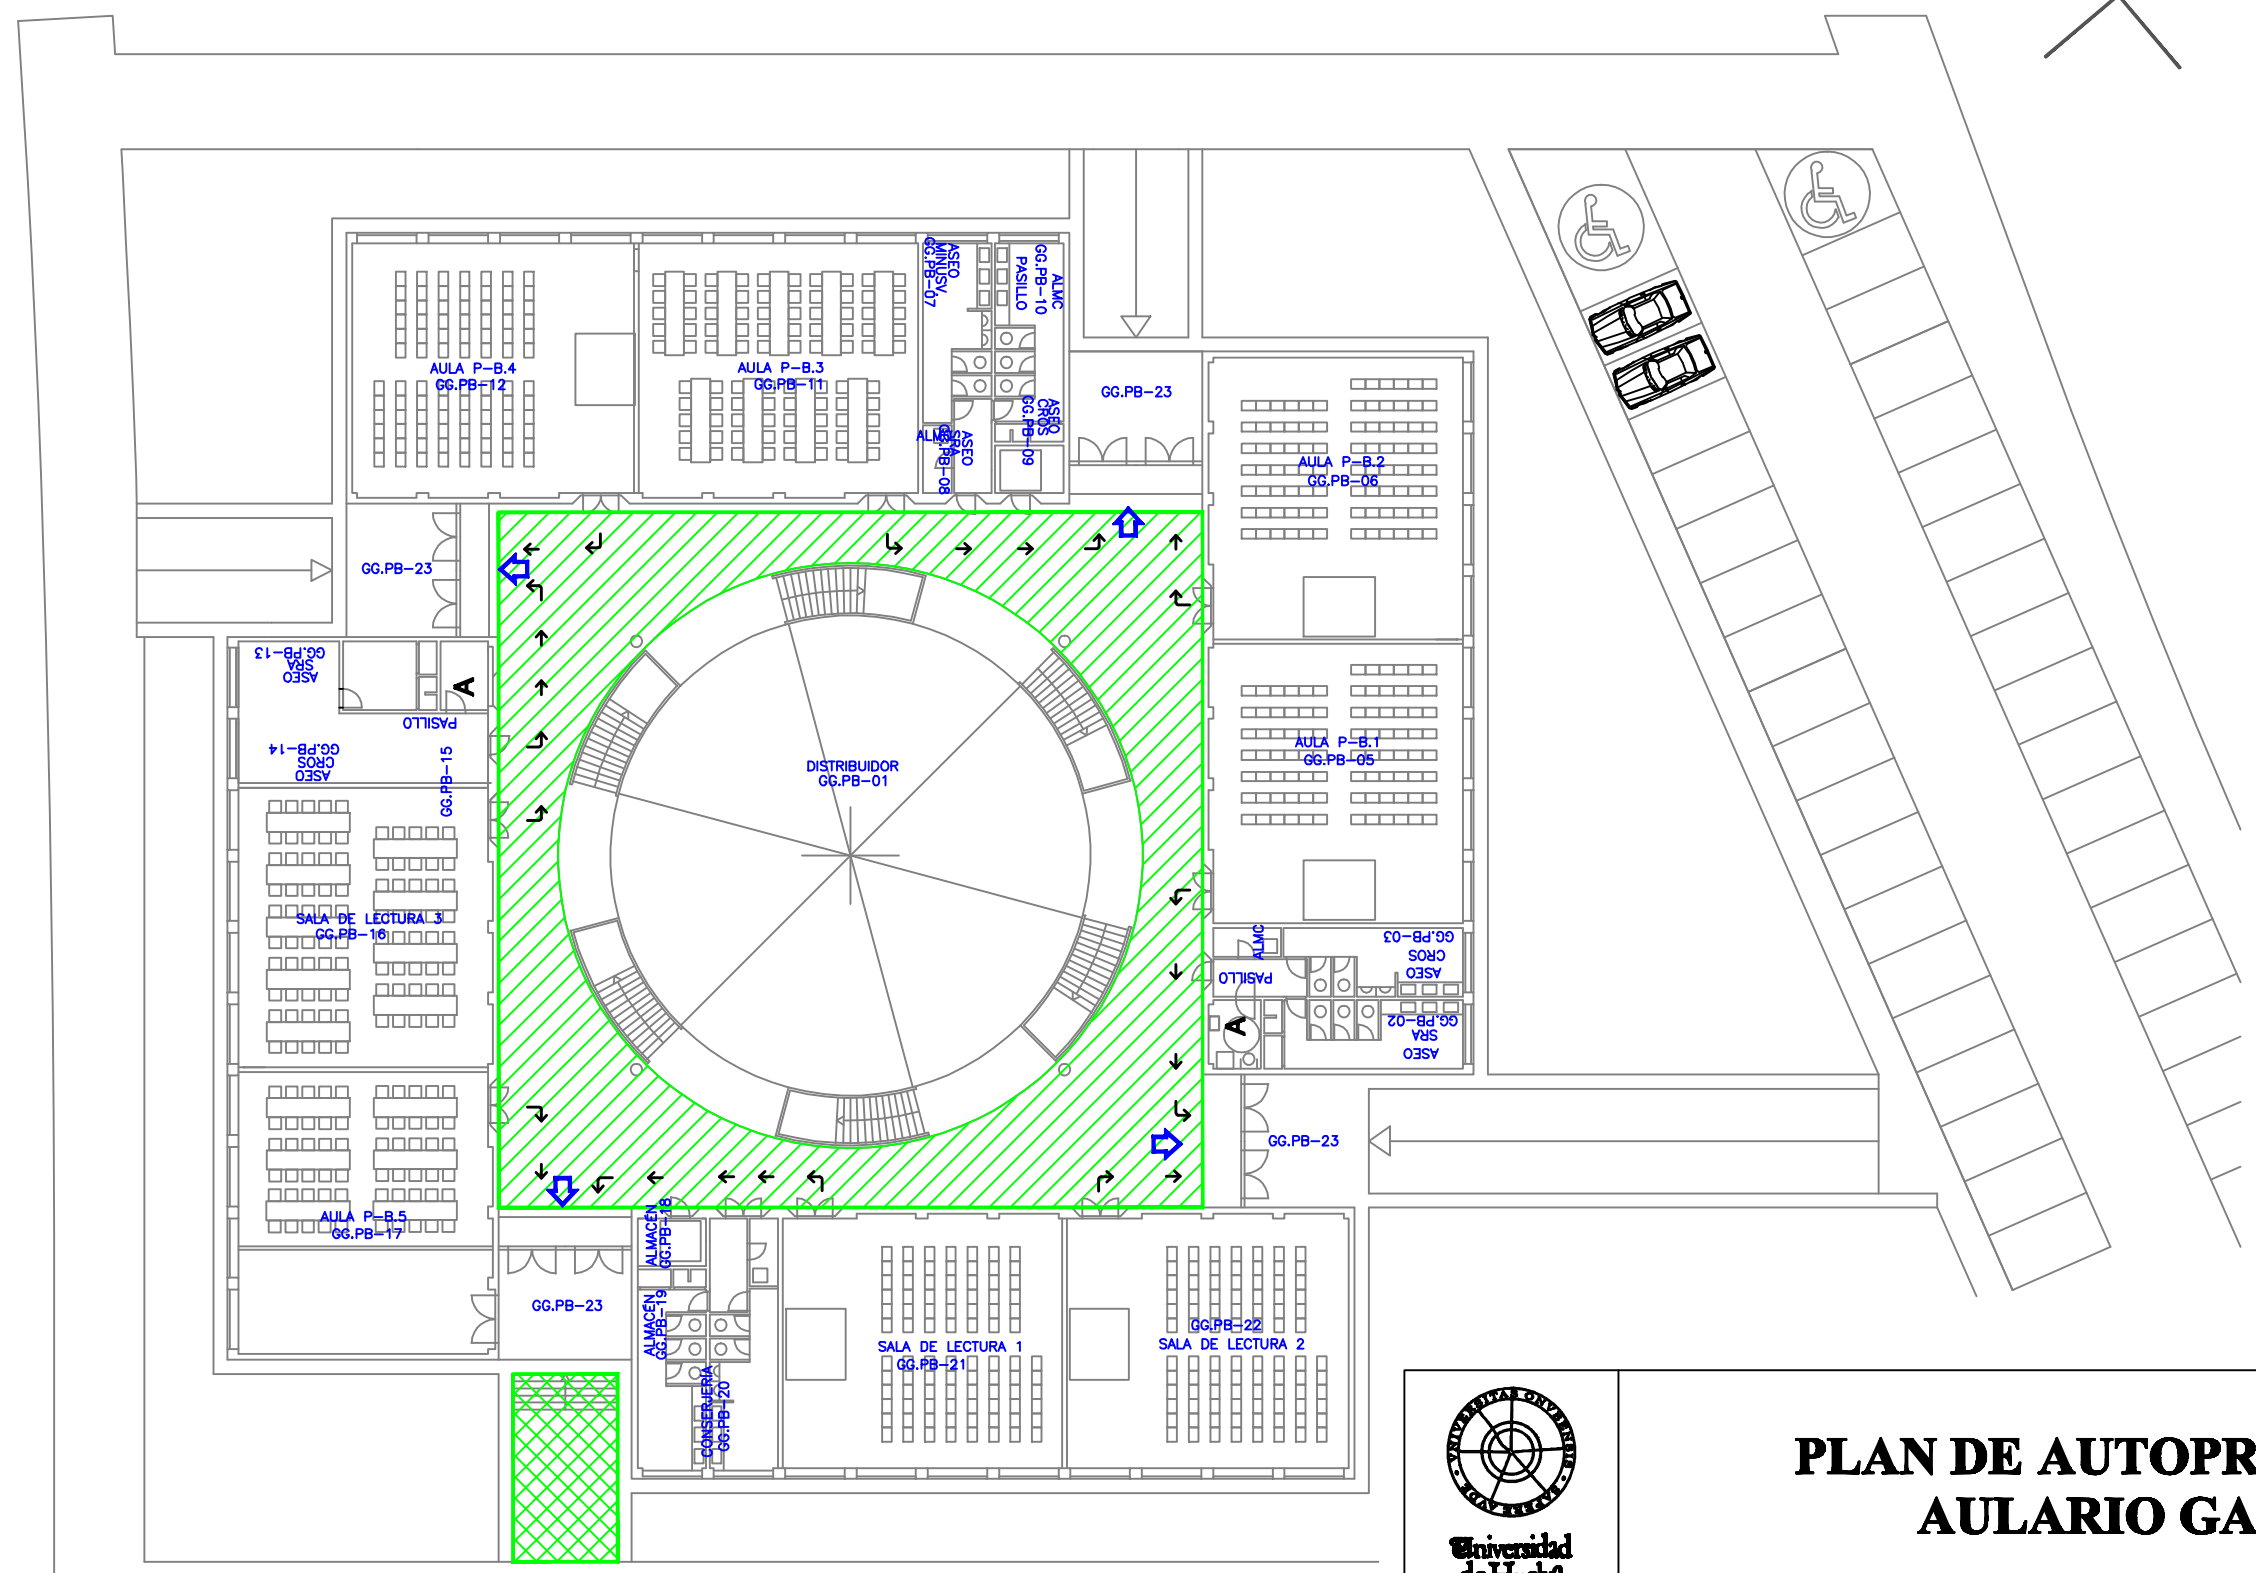 ASEO
MINUSV.
GG.PB-07
ALMC
GG.PB-10
PASILLO
AULA P-B.4
GG.PB-12
AULA P-B.3
GG.PB-11
GG.PB-23
ASEO
CROS
GG.PB-09
ASEO
SRA
GG.PB-08
AULA P-B.2
GG.PB-06
GG.PB-23
GG.PB-13
SRA
ASEO
A
PASILLO
GG.PB-14
CROS
ASEO
GG.PB-15
DISTRIBUIDOR
GG.PB-01
AULA P-B.1
GG.PB-05
SALA DE LECTURA 3
GG.PB-16
ALMC
GG.PB-03
CROS
ASEO
PASILLO
A
GG.PB-02
SRA
ASEO
GG.PB-23
AULA P-B.5
GG.PB-17
ALMACÉN
GG.PB-18
GG.PB-23
ALMACÉN
GG.PB-19
SALA DE LECTURA 1
GG.PB-21
GG.PB-22
SALA DE LECTURA 2
CONSERJERIA
GG.PB-20
VNIVERSITAS ONVBENSIS · SAPERE AVDE ·
Universidad
PLAN DE AUTOPR
AULARIO GA